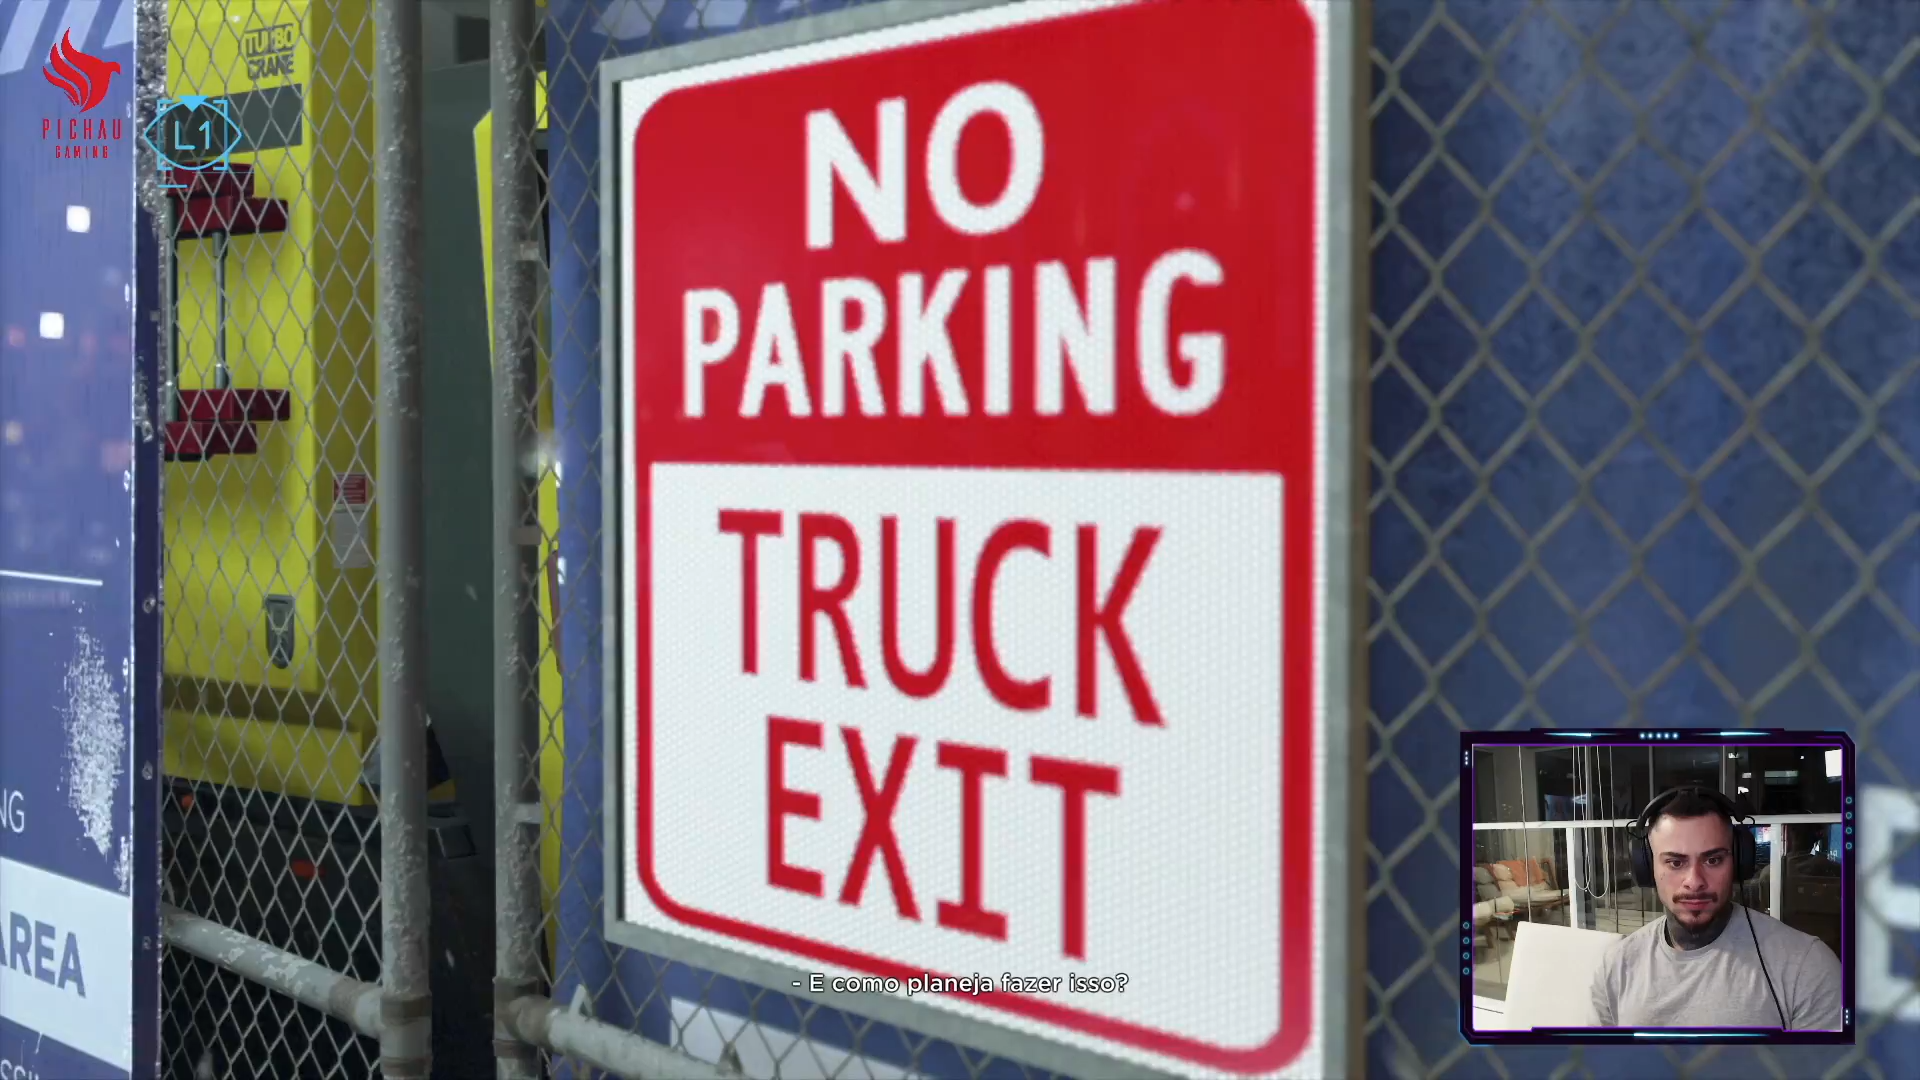 TURBO
CRANE
PICHAU
GAMING
L1
NO
PARKING
TRUCK
EXIT
NG
AREA
- E como planeja fazer isso?